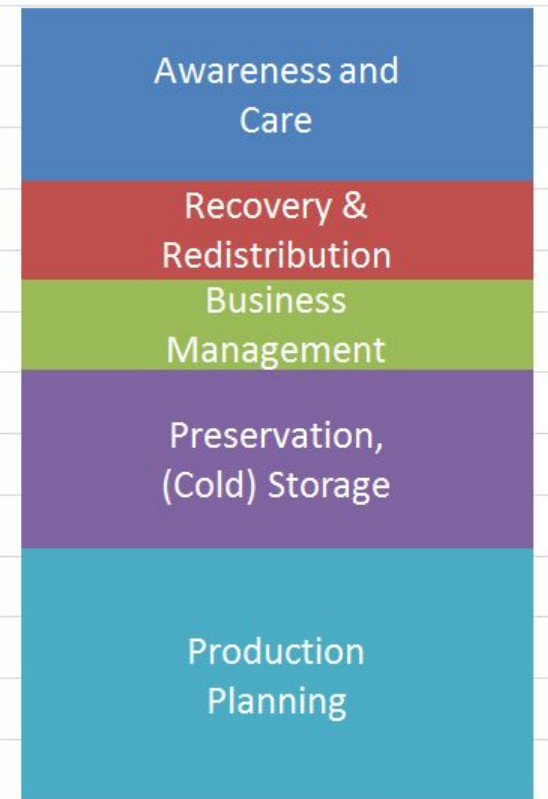 Awareness and
Care
Recovery &
Redistribution
Business
Management
Preservation,
(Cold) Storage
Production
Planning